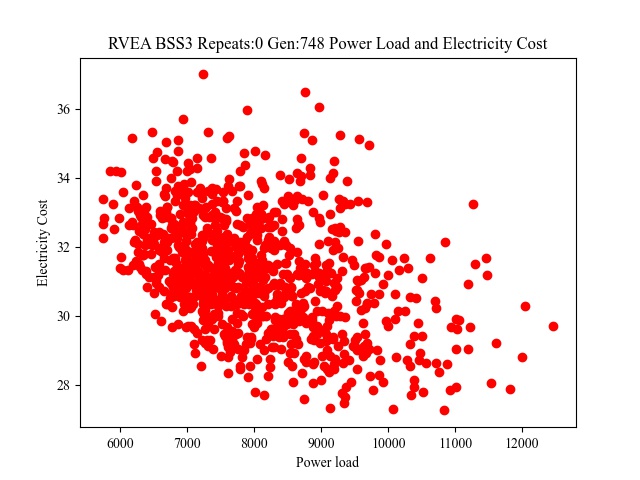 RVEA BSS3 Repeats:0 Gen:748 Power Load and Electricity Cost
36
34
32
30
28
Electricity Cost
6000 7000 8000 9000 10000 11000 12000
Power load